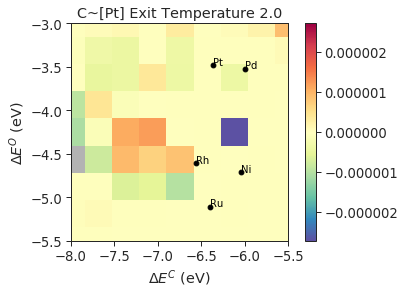 C~[Pt] Exit Temperature 2.0
−3.0
−3.5
−4.0
−4.5
−5.0
−5.5
ΔE^O (eV)
Pt
Pd
Rh
Ni
Ru
−8.0 −7.5 −7.0 −6.5 −6.0 −5.5
ΔE^C (eV)
0.000002
0.000001
0.000000
−0.000001
−0.000002